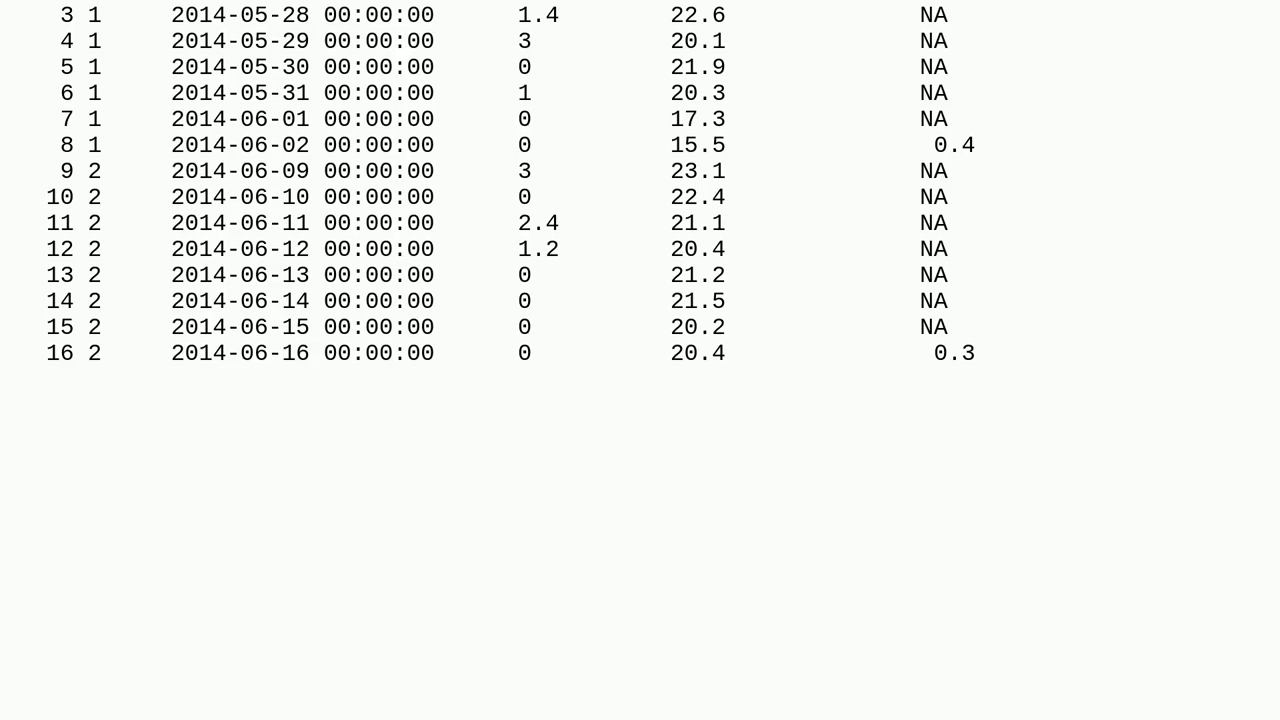 3 1 2014-05-28 00:00:00 1.4 22.6 NA
4 1 2014-05-29 00:00:00 3 20.1 NA
5 1 2014-05-30 00:00:00 0 21.9 NA
6 1 2014-05-31 00:00:00 1 20.3 NA
7 1 2014-06-01 00:00:00 0 17.3 NA
8 1 2014-06-02 00:00:00 0 15.5 0.4
9 2 2014-06-09 00:00:00 3 23.1 NA
10 2 2014-06-10 00:00:00 0 22.4 NA
11 2 2014-06-11 00:00:00 2.4 21.1 NA
12 2 2014-06-12 00:00:00 1.2 20.4 NA
13 2 2014-06-13 00:00:00 0 21.2 NA
14 2 2014-06-14 00:00:00 0 21.5 NA
15 2 2014-06-15 00:00:00 0 20.2 NA
16 2 2014-06-16 00:00:00 0 20.4 0.3